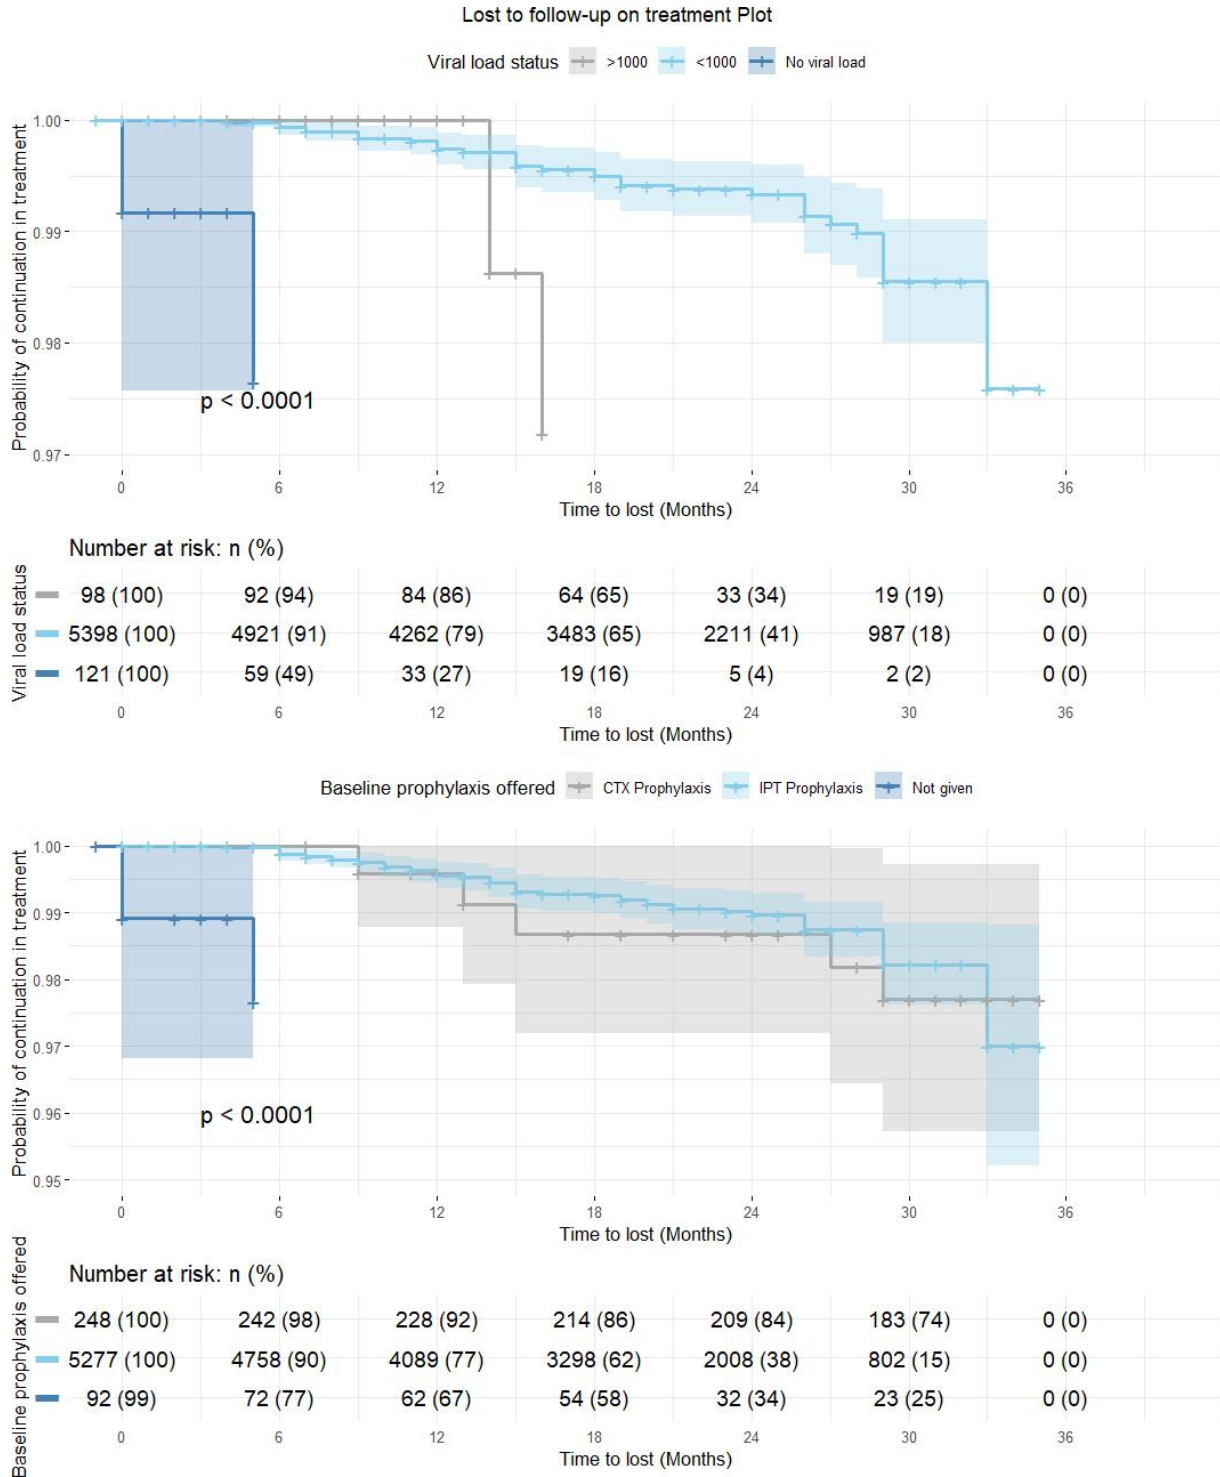 Lost to follow-up on treatment Plot
Viral load status >1000 <1000 No viral load
Probability of continuation in treatment
1.00
0.99
0.98
0.97
p < 0.0001
0 6 12 18 24 30 36
Time to lost (Months)
Number at risk: n (%)
Viral load status
98 (100) 92 (94) 84 (86) 64 (65) 33 (34) 19 (19) 0 (0)
5398 (100) 4921 (91) 4262 (79) 3483 (65) 2211 (41) 987 (18) 0 (0)
121 (100) 59 (49) 33 (27) 19 (16) 5 (4) 2 (2) 0 (0)
0 6 12 18 24 30 36
Time to lost (Months)
Baseline prophylaxis offered CTX Prophylaxis IPT Prophylaxis Not given
Probability of continuation in treatment
1.00
0.99
0.98
0.97
0.96
0.95
p < 0.0001
0 6 12 18 24 30 36
Time to lost (Months)
Number at risk: n (%)
Baseline prophylaxis offered
248 (100) 242 (98) 228 (92) 214 (86) 209 (84) 183 (74) 0 (0)
5277 (100) 4758 (90) 4089 (77) 3298 (62) 2008 (38) 802 (15) 0 (0)
92 (99) 72 (77) 62 (67) 54 (58) 32 (34) 23 (25) 0 (0)
0 6 12 18 24 30 36
Time to lost (Months)